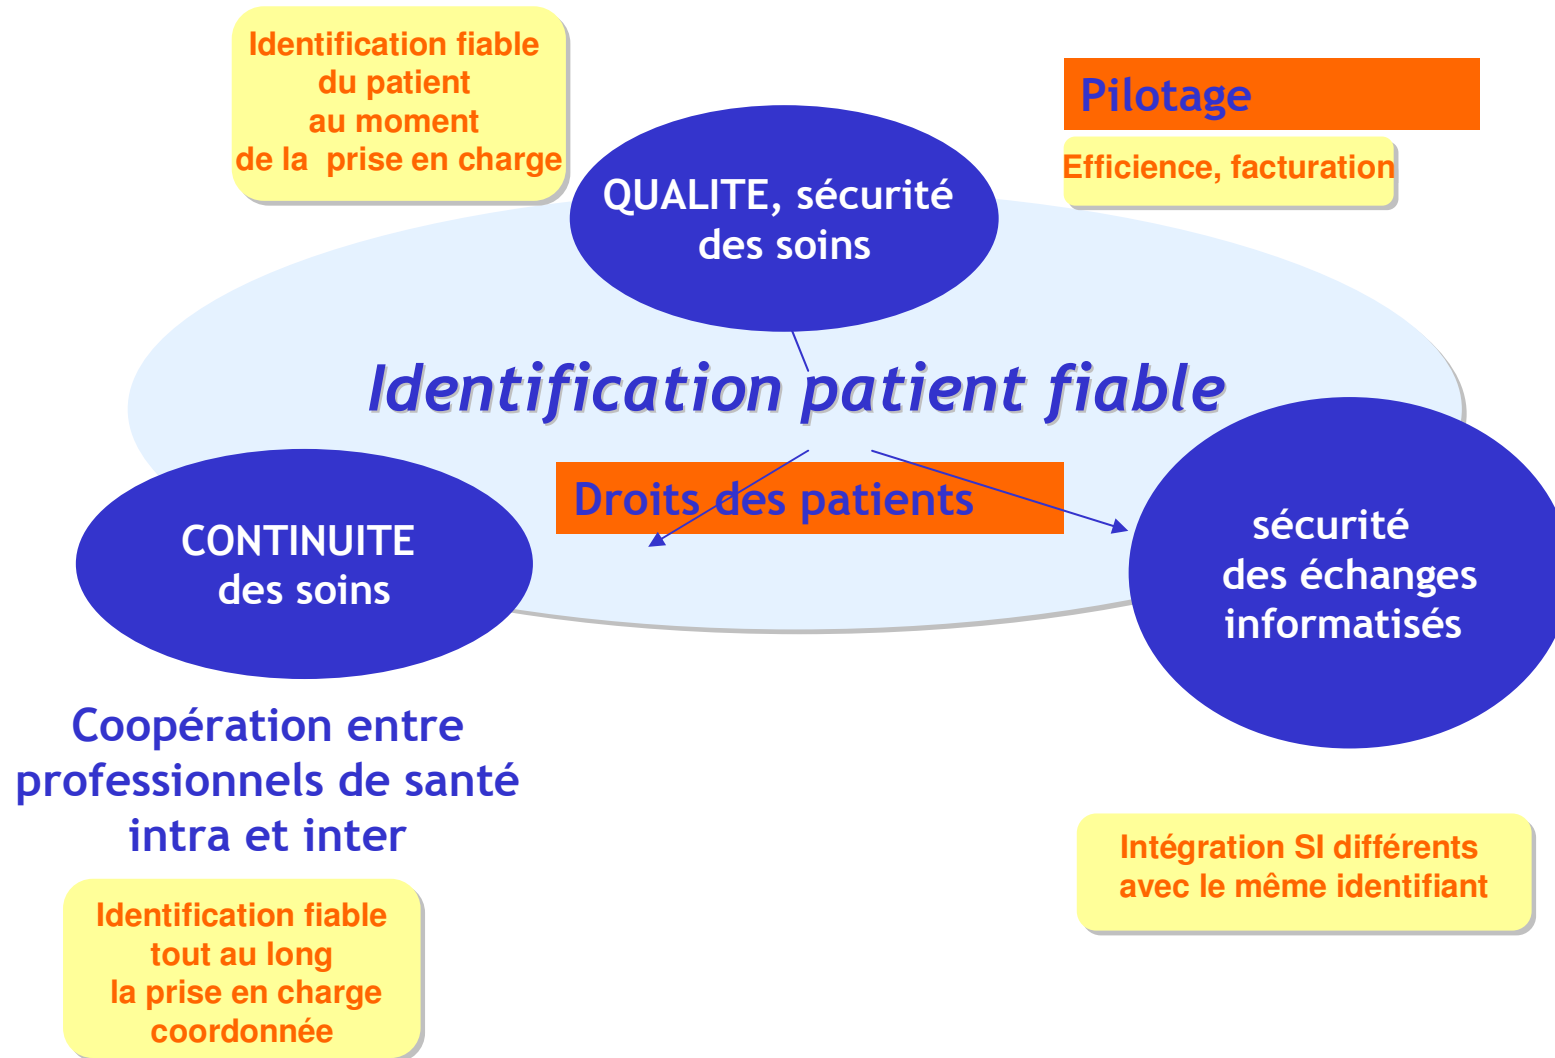 Identification fiable
du patient
au moment
de la prise en charge
Pilotage
Efficience, facturation
QUALITE, sécurité
des soins
Identification patient fiable
Droits des patients
CONTINUITE
des soins
sécurité
des échanges
informatisés
Coopération entre
professionnels de santé
intra et inter
Intégration SI différents
avec le même identifiant
Identification fiable
tout au long
la prise en charge
coordonnée